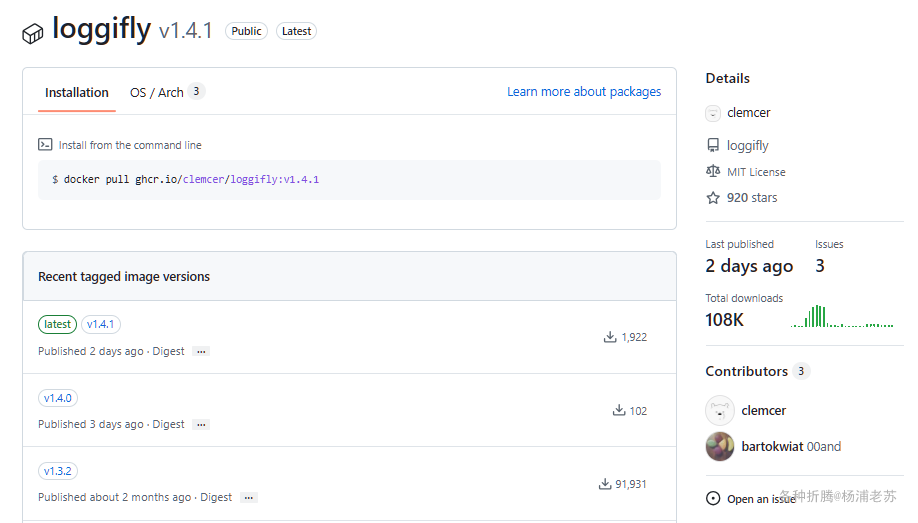 loggifly v1.4.1 Public Latest
Installation OS / Arch 3 Learn more about packages
Install from the command line
$ docker pull ghcr.io/clemcer/loggifly:v1.4.1
Recent tagged image versions
latest v1.4.1
Published 2 days ago · Digest ...
1,922
v1.4.0
Published 3 days ago · Digest ...
102
v1.3.2
Published about 2 months ago · Digest ...
91,931
Details
clemcer
loggifly
MIT License
920 stars
Last published Issues
2 days ago 3
Total downloads
108K
Contributors 3
clemcer
bartokwiat 00and
Open an issue
各种折腾@杨浦老苏